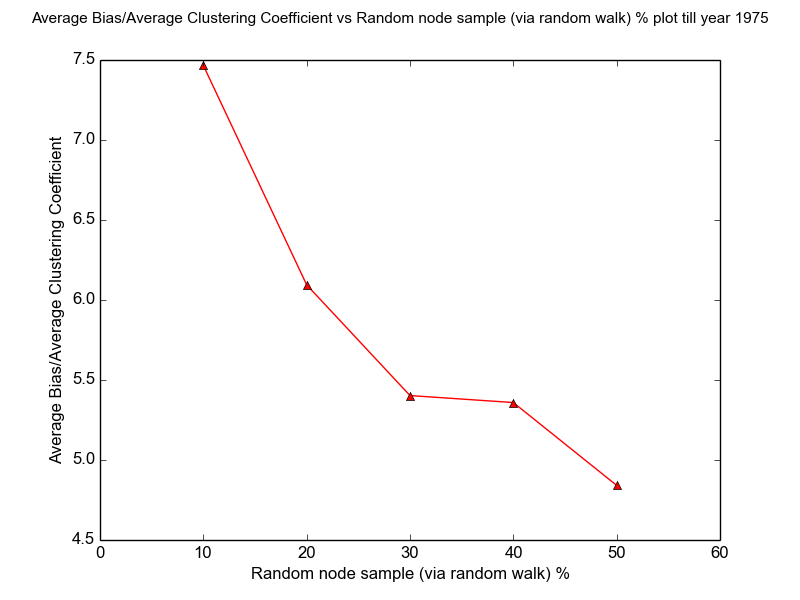 Average Bias/Average Clustering Coefficient vs Random node sample (via random walk) % plot till year 1975
7.5
7.0
6.5
6.0
5.5
5.0
4.5
Average Bias/Average Clustering Coefficient
0 10 20 30 40 50 60
Random node sample (via random walk) %